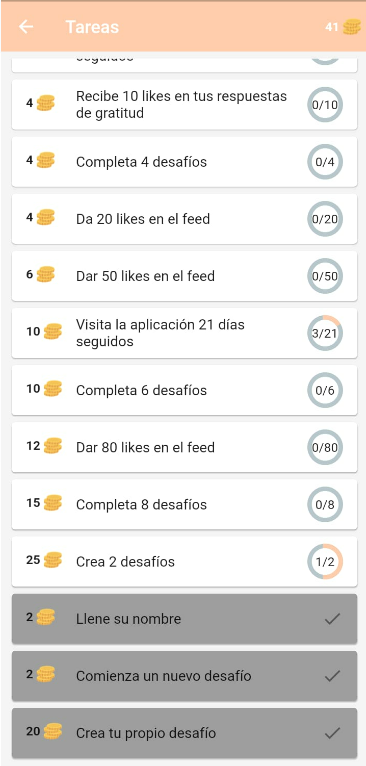 Tareas
41
seguidos
4
Recibe 10 likes en tus respuestas
de gratitud
0/10
4
Completa 4 desafíos
0/4
4
Da 20 likes en el feed
0/20
6
Dar 50 likes en el feed
0/50
10
Visita la aplicación 21 días
seguidos
3/21
10
Completa 6 desafíos
0/6
12
Dar 80 likes en el feed
0/80
15
Completa 8 desafíos
0/8
25
Crea 2 desafíos
1/2
2
Llene su nombre
2
Comienza un nuevo desafío
20
Crea tu propio desafío